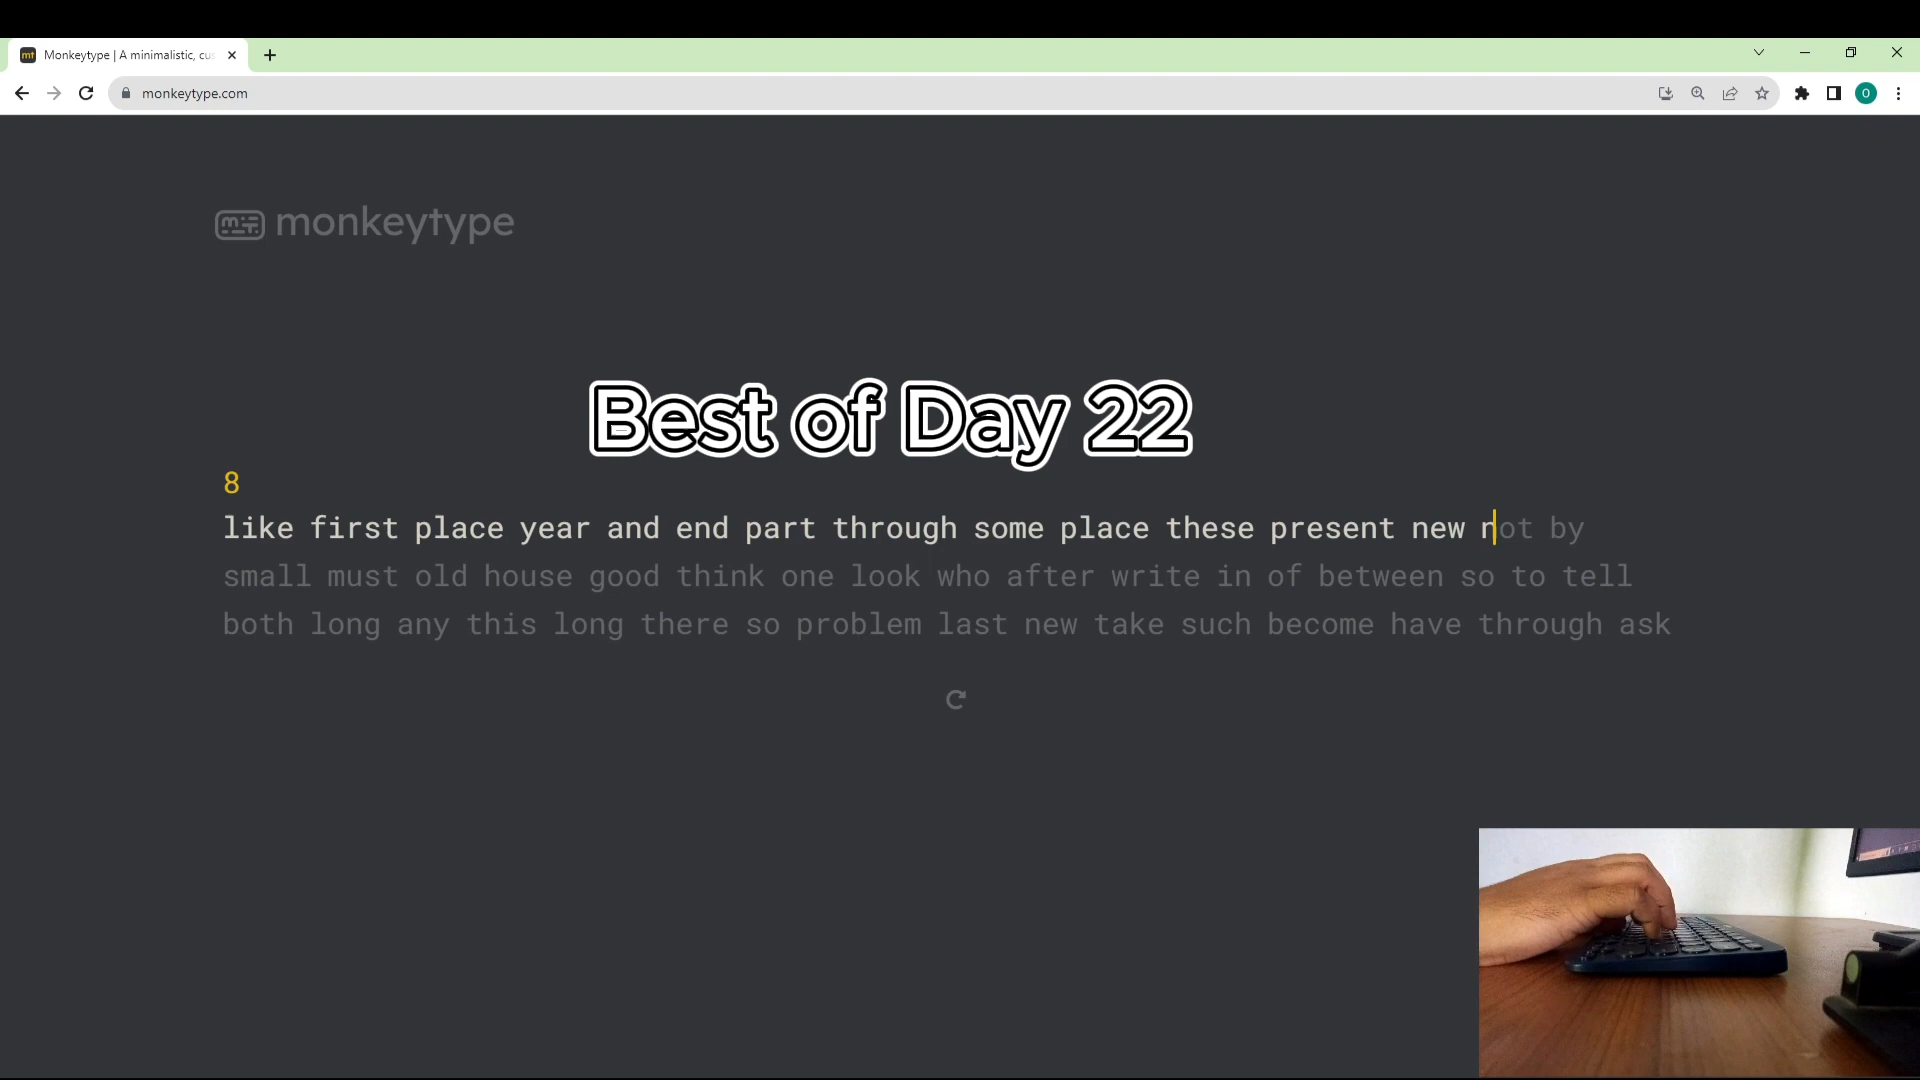 Monkeytype | A minimalistic, cus
monkeytype.com
O
mt monkeytype
Best of Day 22
8
like first place year and end part through some place these present new not by
small must old house good think one look who after write in of between so to tell
both long any this long there so problem last new take such become have through ask